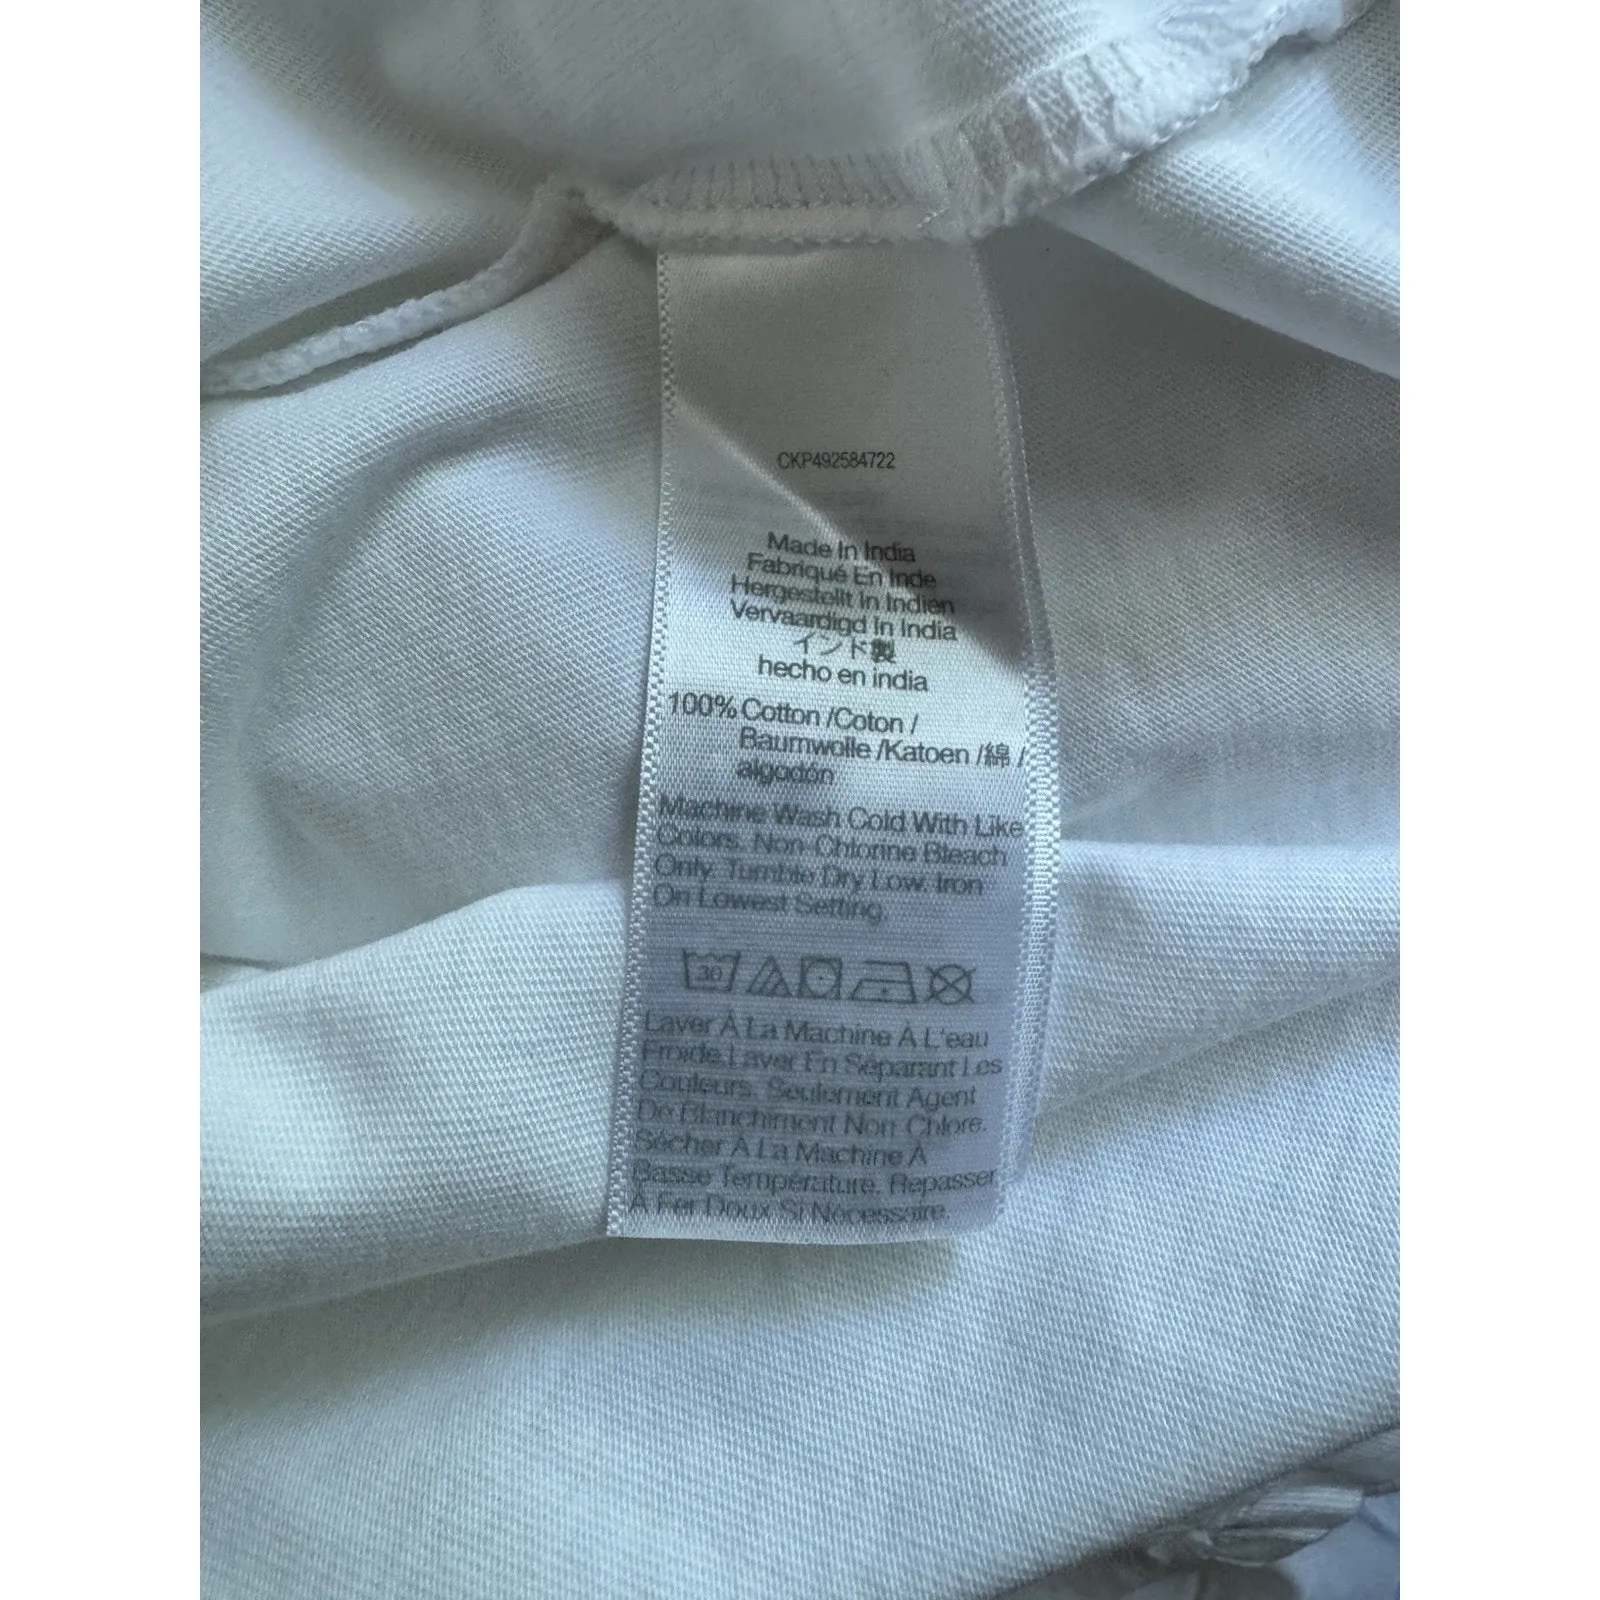 CKP492584722
Made In India
Fabriqué En Inde
Hergestellt In Indien
Vervaardigd In India
インド製
hecho en india
100% Cotton /Coton /
Baumwolle /Katoen /綿 /
algodón
Machine Wash Cold With Like
Colors. Non-Chlorine Bleach
Only. Tumble Dry Low. Iron
On Lowest Setting.
30
Laver À La Machine À L'eau
Froide.Laver En Séparant Les
Couleurs. Seulement Agent
De Blanchiment Non Chlore.
Sécher À La Machine À
Basse Température. Repasser
À Fer Doux Si Nécessaire.